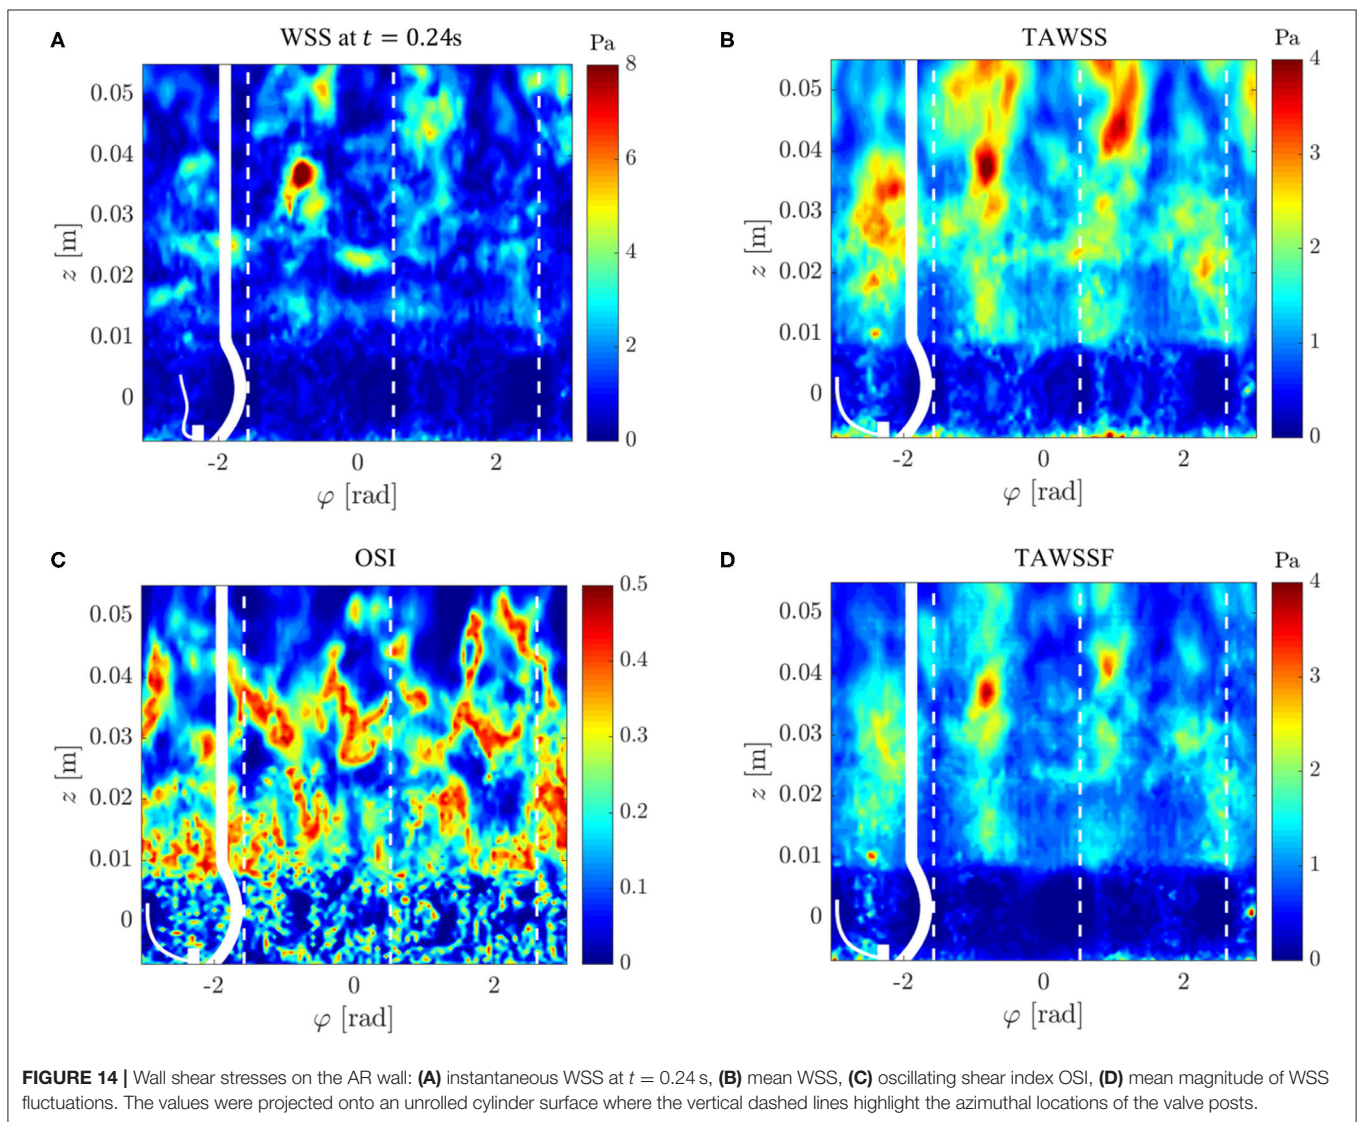 A
WSS at t = 0.24s
Pa
0.05
0.04
0.03
0.02
0.01
0
z [m]
-2
0
2
φ [rad]
8
6
4
2
0
B
TAWSS
Pa
0.05
0.04
0.03
0.02
0.01
0
z [m]
-2
0
2
φ [rad]
4
3
2
1
0
C
OSI
0.05
0.04
0.03
0.02
0.01
0
z [m]
-2
0
2
φ [rad]
0.5
0.4
0.3
0.2
0.1
0
D
TAWSSF
Pa
0.05
0.04
0.03
0.02
0.01
0
z [m]
-2
0
2
φ [rad]
4
3
2
1
0
FIGURE 14 | Wall shear stresses on the AR wall: (A) instantaneous WSS at t = 0.24 s, (B) mean WSS, (C) oscillating shear index OSI, (D) mean magnitude of WSS
fluctuations. The values were projected onto an unrolled cylinder surface where the vertical dashed lines highlight the azimuthal locations of the valve posts.